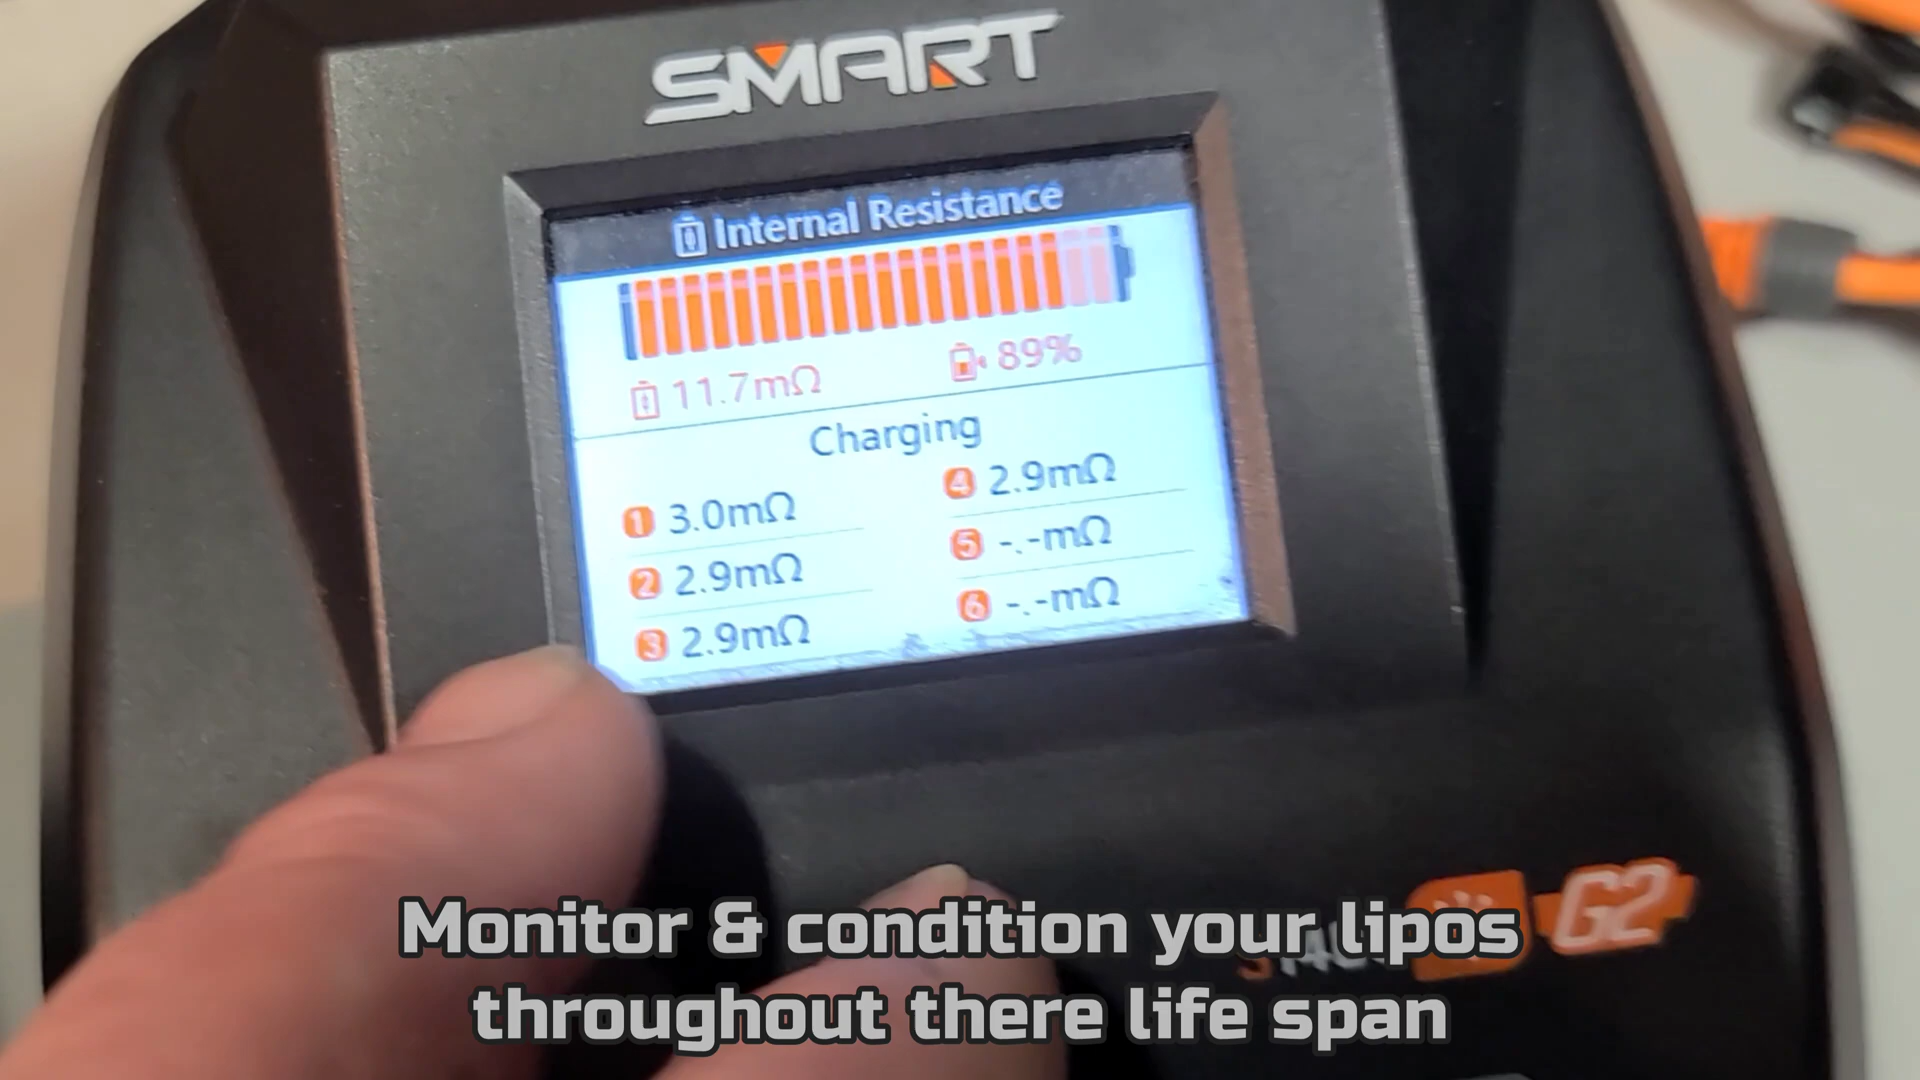 SMART
Internal Resistance
11.7mΩ 89%
Charging
1 3.0mΩ
2 2.9mΩ
3 2.9mΩ
4 2.9mΩ
5 -.-mΩ
6 -.-mΩ
G2
Monitor & condition your lipos
throughout there life span